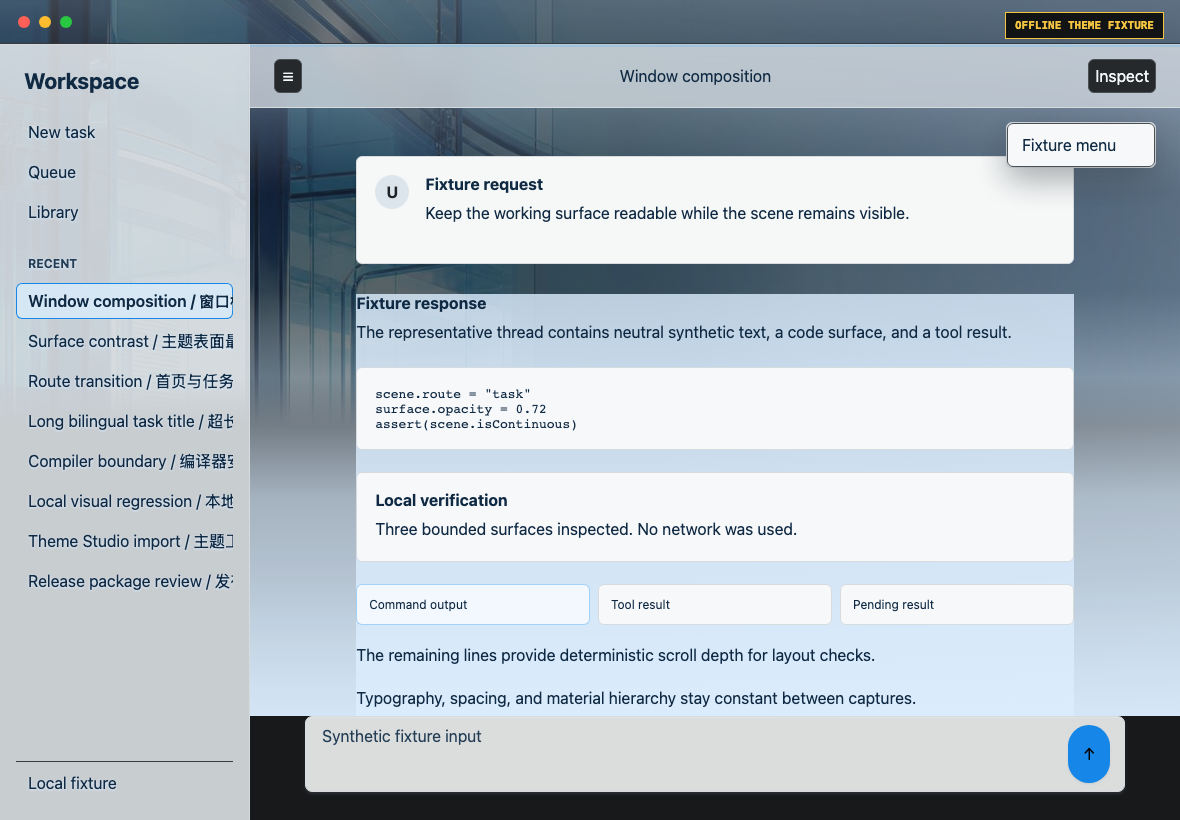 OFFLINE THEME FIXTURE
Workspace
New task
Queue
Library
RECENT
Window composition / 窗口
Surface contrast / 主题表面
Route transition / 首页与任务
Long bilingual task title / 超长
Compiler boundary / 编译器
Local visual regression / 本地
Theme Studio import / 主题
Release package review / 发
Local fixture
Window composition
Inspect
Fixture menu
U
Fixture request
Keep the working surface readable while the scene remains visible.
Fixture response
The representative thread contains neutral synthetic text, a code surface, and a tool result.
scene.route = "task"
surface.opacity = 0.72
assert(scene.isContinuous)
Local verification
Three bounded surfaces inspected. No network was used.
Command output
Tool result
Pending result
The remaining lines provide deterministic scroll depth for layout checks.
Typography, spacing, and material hierarchy stay constant between captures.
Synthetic fixture input